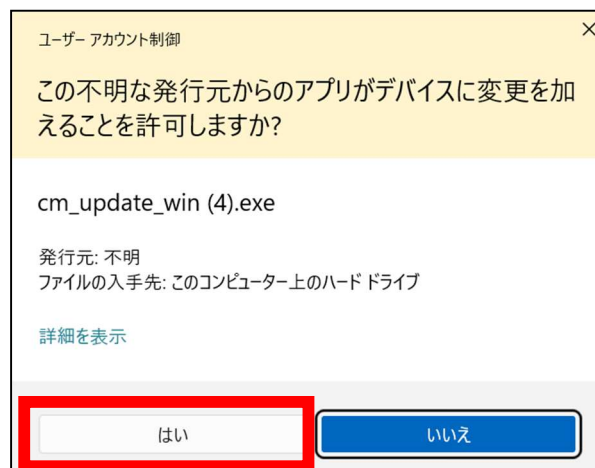 ユーザー アカウント制御
この不明な発行元からのアプリがデバイスに変更を加
えることを許可しますか?
cm_update_win (4).exe
発行元: 不明
ファイルの入手先: このコンピューター上のハード ドライブ
詳細を表示
はい
いいえ